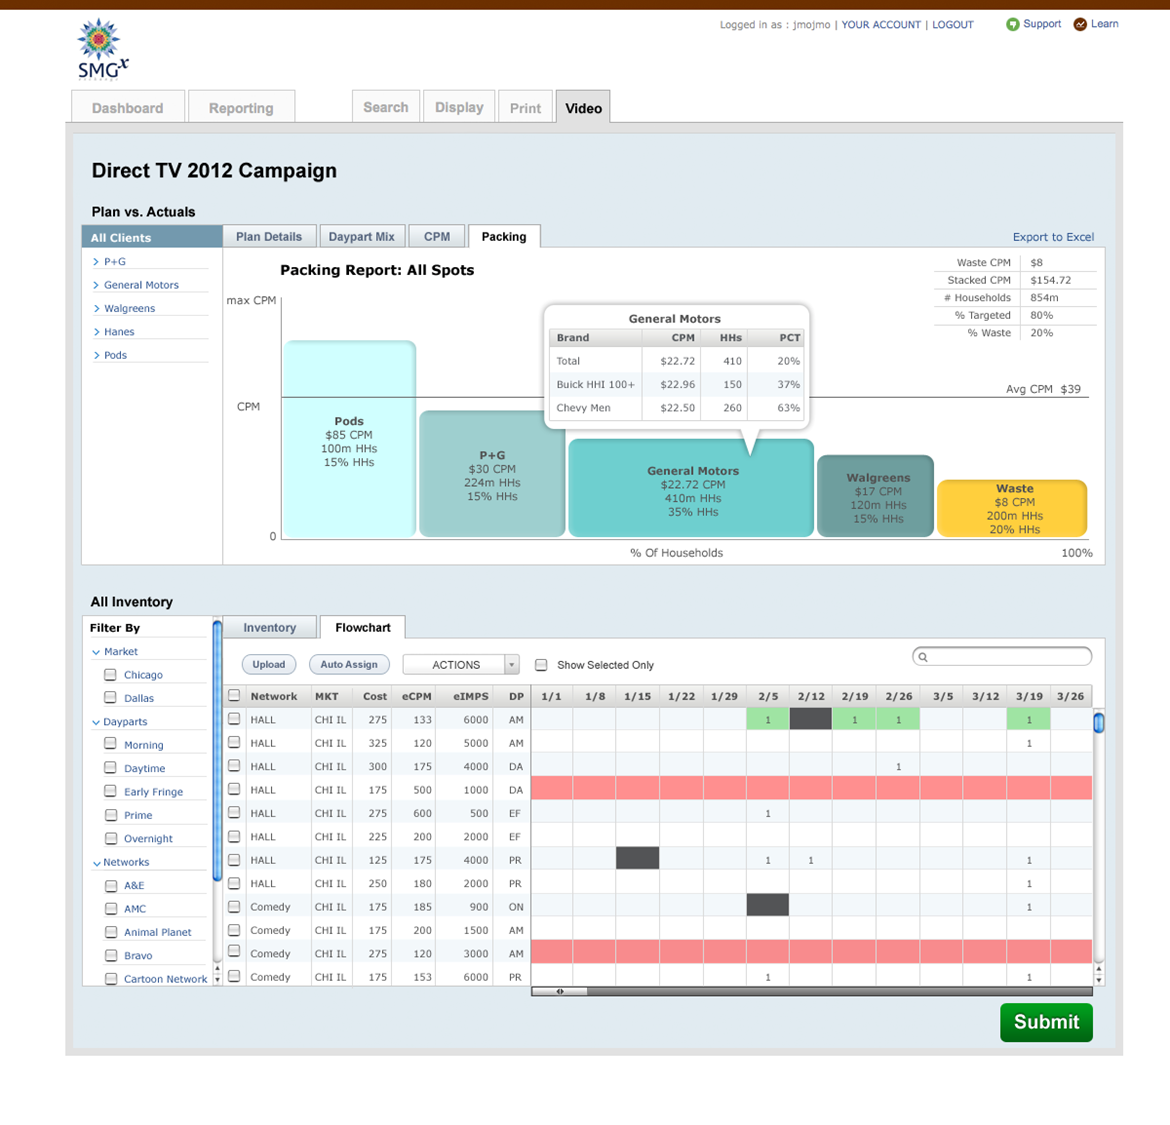 Logged in as : jmojmo | YOUR ACCOUNT | LOGOUT Support Learn
SMGx
Dashboard Reporting Search Display Print Video
Direct TV 2012 Campaign
Plan vs. Actuals
All Clients
P+G
General Motors
Walgreens
Hanes
Pods
Plan Details Daypart Mix CPM Packing
Export to Excel
Packing Report: All Spots
Waste CPM $8
Stacked CPM $154.72
# Households 854m
% Targeted 80%
% Waste 20%
max CPM
CPM
0
Avg CPM $39
General Motors
Brand CPM HHs PCT
Total $22.72 410 20%
Buick HHI 100+ $22.96 150 37%
Chevy Men $22.50 260 63%
Pods
$85 CPM
100m HHs
15% HHs
P+G
$30 CPM
224m HHs
15% HHs
General Motors
$22.72 CPM
410m HHs
35% HHs
Walgreens
$17 CPM
120m HHs
15% HHs
Waste
$8 CPM
200m HHs
20% HHs
% Of Households
100%
All Inventory
Filter By
Market
Chicago
Dallas
Dayparts
Morning
Daytime
Early Fringe
Prime
Overnight
Networks
A&E
AMC
Animal Planet
Bravo
Cartoon Network
Inventory Flowchart
Upload Auto Assign ACTIONS Show Selected Only
Network MKT Cost eCPM eIMPS DP 1/1 1/8 1/15 1/22 1/29 2/5 2/12 2/19 2/26 3/5 3/12 3/19 3/26
HALL CHI IL 275 133 6000 AM 1 1 1 1
HALL CHI IL 325 120 5000 AM 1
HALL CHI IL 300 175 4000 DA 1
HALL CHI IL 175 500 1000 DA
HALL CHI IL 275 600 500 EF 1
HALL CHI IL 225 200 2000 EF
HALL CHI IL 125 175 4000 PR 1 1 1
HALL CHI IL 250 180 2000 PR 1
Comedy CHI IL 175 185 900 ON 1
Comedy CHI IL 175 200 1500 AM
Comedy CHI IL 275 120 3000 AM
Comedy CHI IL 175 153 6000 PR 1 1
Submit